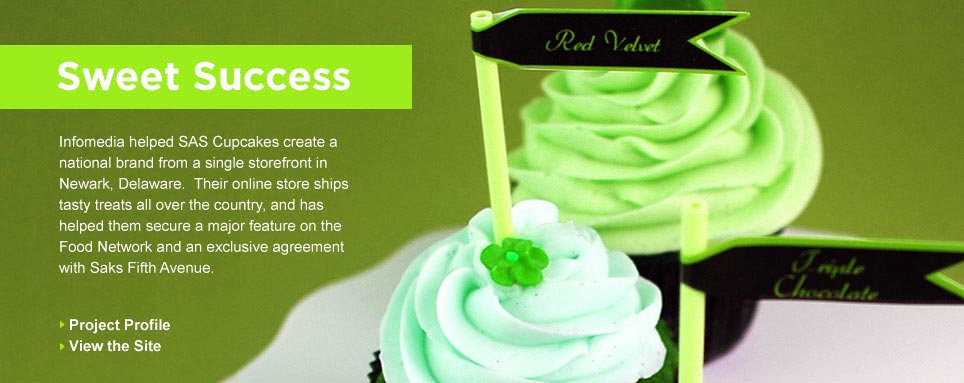 Red Velvet
Sweet Success
Infomedia helped SAS Cupcakes create a
national brand from a single storefront in
Newark, Delaware.  Their online store ships
tasty treats all over the country, and has
helped them secure a major feature on the
Food Network and an exclusive agreement
with Saks Fifth Avenue.
Triple
Chocolate
Project Profile
View the Site